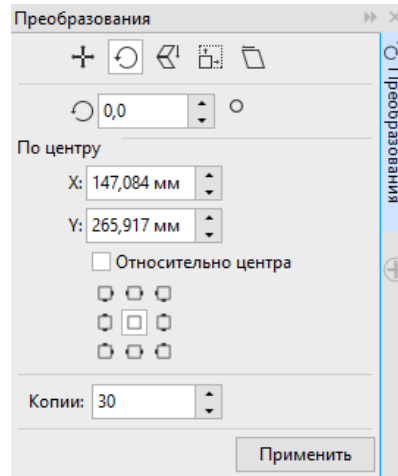 Преобразования
0,0 °
По центру
X: 147,084 мм
Y: 265,917 мм
Относительно центра
Копии: 30
Применить
Преобразования